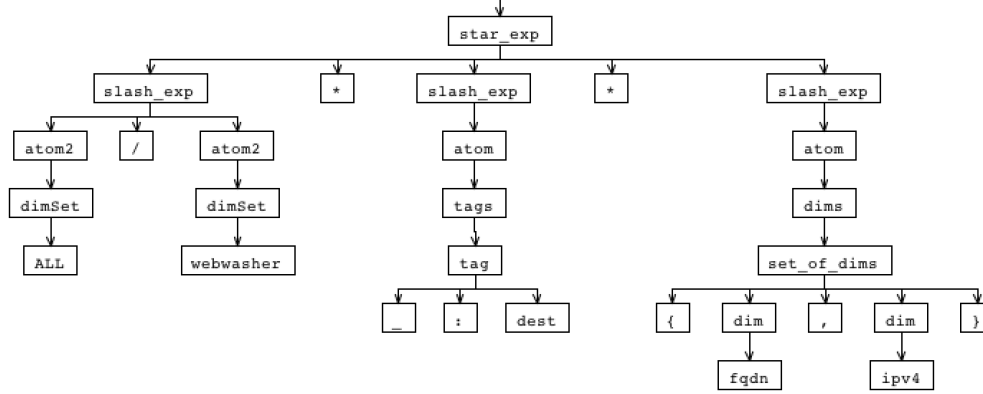 star_exp
slash_exp * slash_exp * slash_exp
atom2 / atom2 atom atom
dimSet dimSet tags dims
ALL webwasher tag set_of_dims
_ : dest { dim , dim }
fqdn ipv4